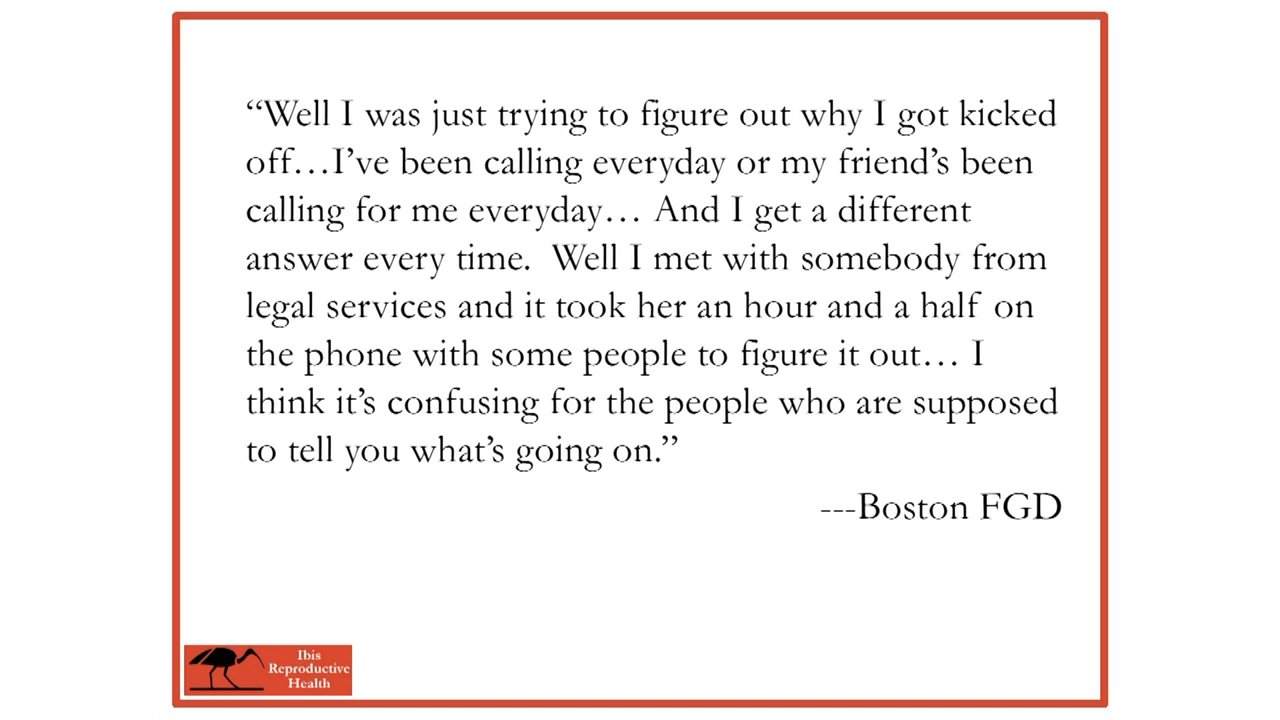 “Well I was just trying to figure out why I got kicked
off…I’ve been calling everyday or my friend’s been
calling for me everyday… And I get a different
answer every time.  Well I met with somebody from
legal services and it took her an hour and a half on
the phone with some people to figure it out… I
think it’s confusing for the people who are supposed
to tell you what’s going on.”
---Boston FGD
Ibis
Reproductive
Health